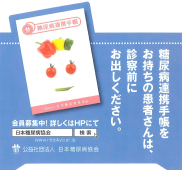 糖尿病連携手帳を
お持ちの患者さんは、
診察前に
お出しください。
糖尿病連携手帳
会員募集中!詳しくはHPにて
日本糖尿病協会 検索
公益社団法人 日本糖尿病協会